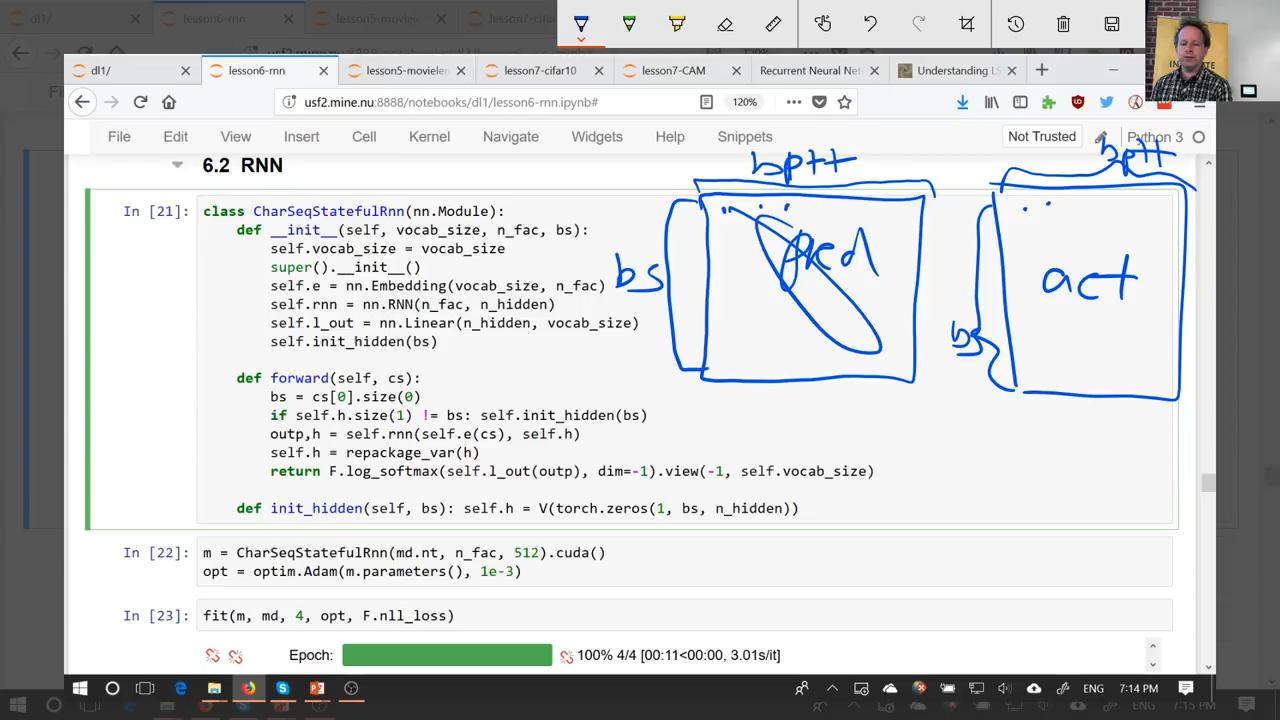 dl1/
lesson6-rnn
lesson5-movielen
lesson7-cifar10
lesson7-CAM
Recurrent Neural Net
Understanding LS
usf2.mine.nu:8888/notebooks/dl1/lesson6-rnn.ipynb#
120%
File Edit View Insert Cell Kernel Navigate Widgets Help Snippets
Not Trusted
Python 3
6.2 RNN
bptt
bptt
In [21]:
class CharSeqStatefulRnn(nn.Module):
    def __init__(self, vocab_size, n_fac, bs):
        self.vocab_size = vocab_size
        super().__init__()
        self.e = nn.Embedding(vocab_size, n_fac)
        self.rnn = nn.RNN(n_fac, n_hidden)
        self.l_out = nn.Linear(n_hidden, vocab_size)
        self.init_hidden(bs)
    def forward(self, cs):
        bs = cs[0].size(0)
        if self.h.size(1) != bs: self.init_hidden(bs)
        outp,h = self.rnn(self.e(cs), self.h)
        self.h = repackage_var(h)
        return F.log_softmax(self.l_out(outp), dim=-1).view(-1, self.vocab_size)
    def init_hidden(self, bs): self.h = V(torch.zeros(1, bs, n_hidden))
bs
pred
bs
act
In [22]:
m = CharSeqStatefulRnn(md.nt, n_fac, 512).cuda()
opt = optim.Adam(m.parameters(), 1e-3)
In [23]:
fit(m, md, 4, opt, F.nll_loss)
Epoch:
100% 4/4 [00:11<00:00, 3.01s/it]
ENG
7:14 PM
ENG
7:15 PM